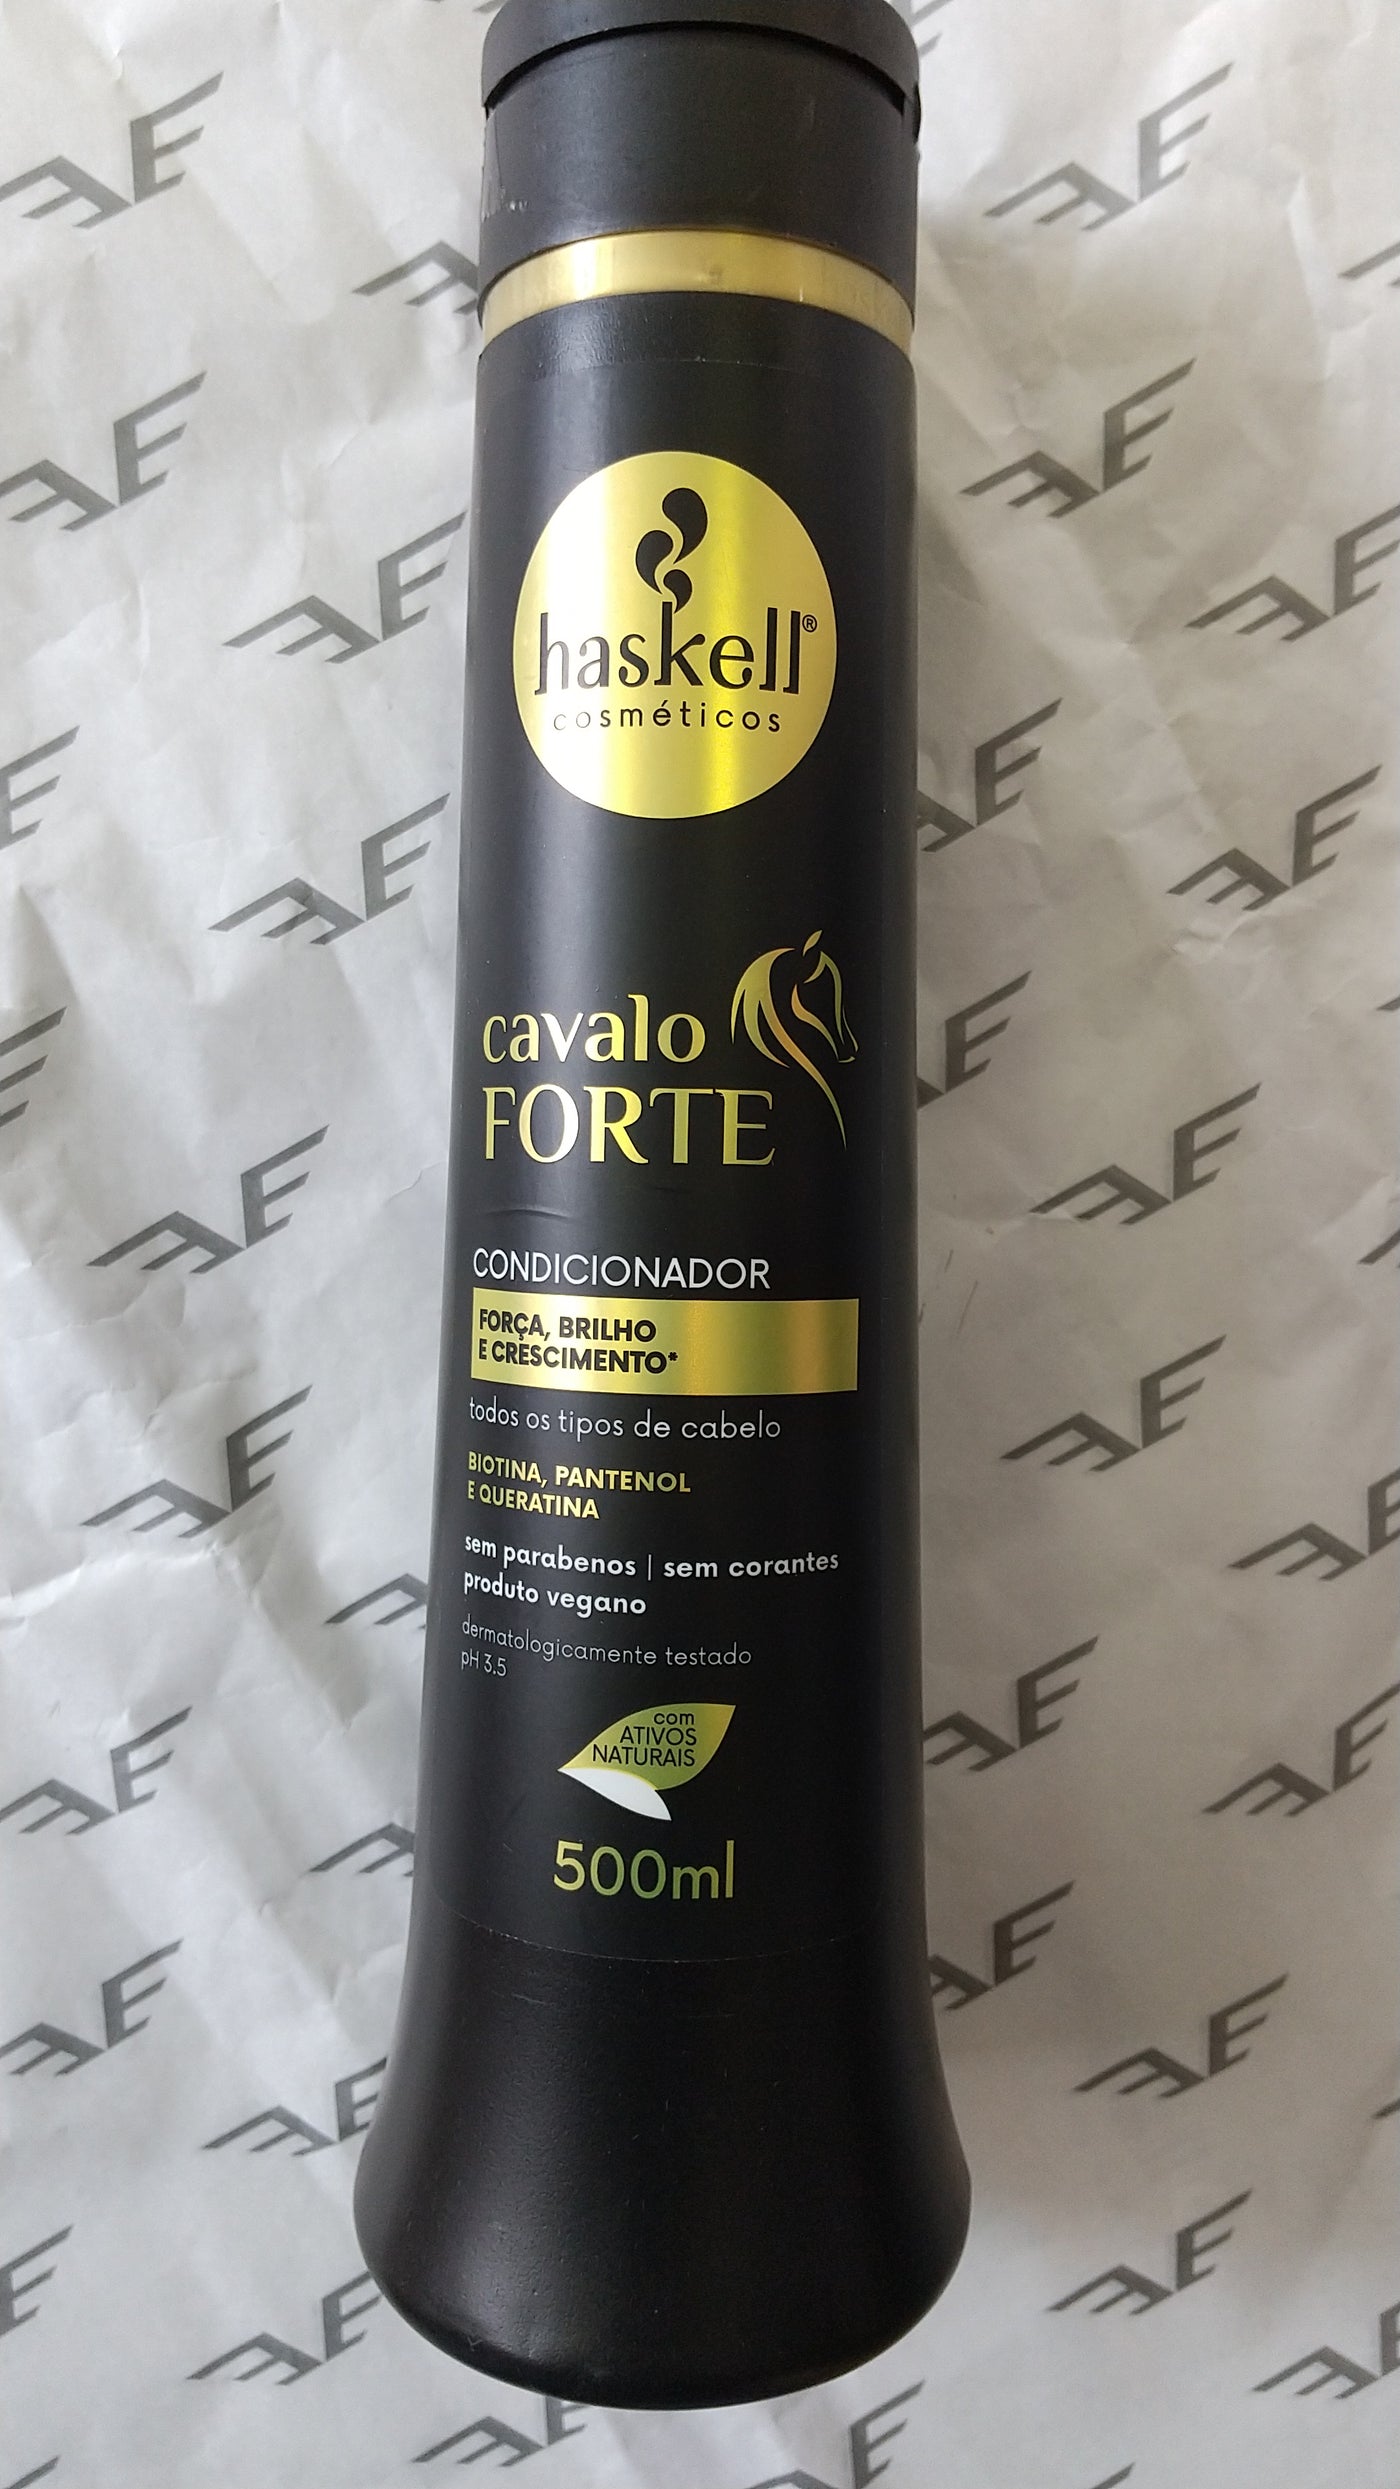 haskell®
cosméticos
cavalo
FORTE
CONDICIONADOR
FORÇA, BRILHO
E CRESCIMENTO*
todos os tipos de cabelo
BIOTINA, PANTENOL
E QUERATINA
sem parabenos | sem corantes
produto vegano
dermatologicamente testado
pH 3.5
com
ATIVOS
NATURAIS
500ml